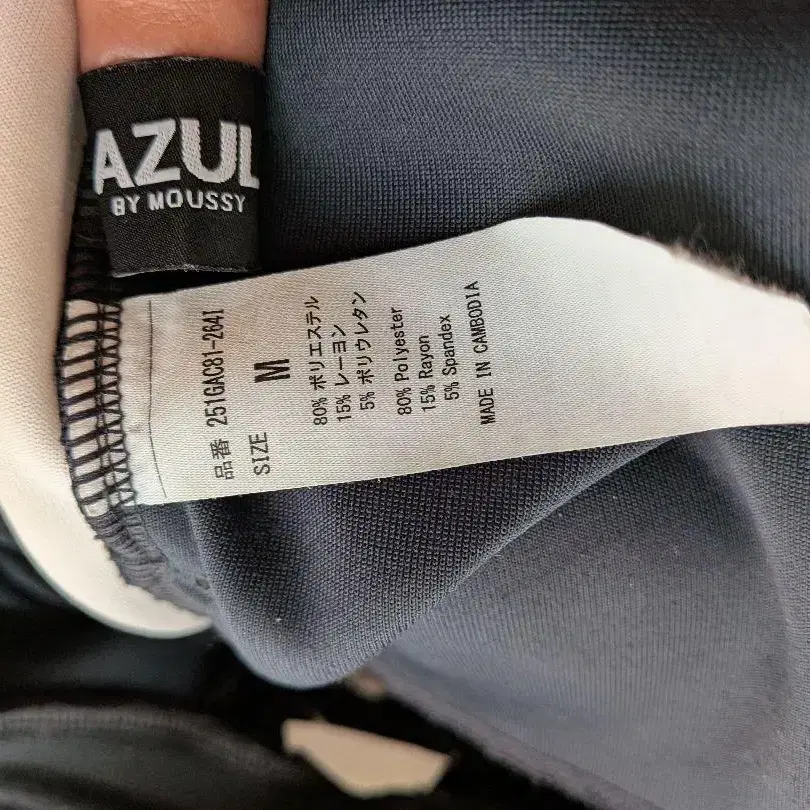 AZUL
BY MOUSSY
品番 251GAC81-264I
SIZE M
80% ポリエステル
15% レーヨン
5% ポリウレタン
80% Polyester
15% Rayon
5% Spandex
MADE IN CAMBODIA